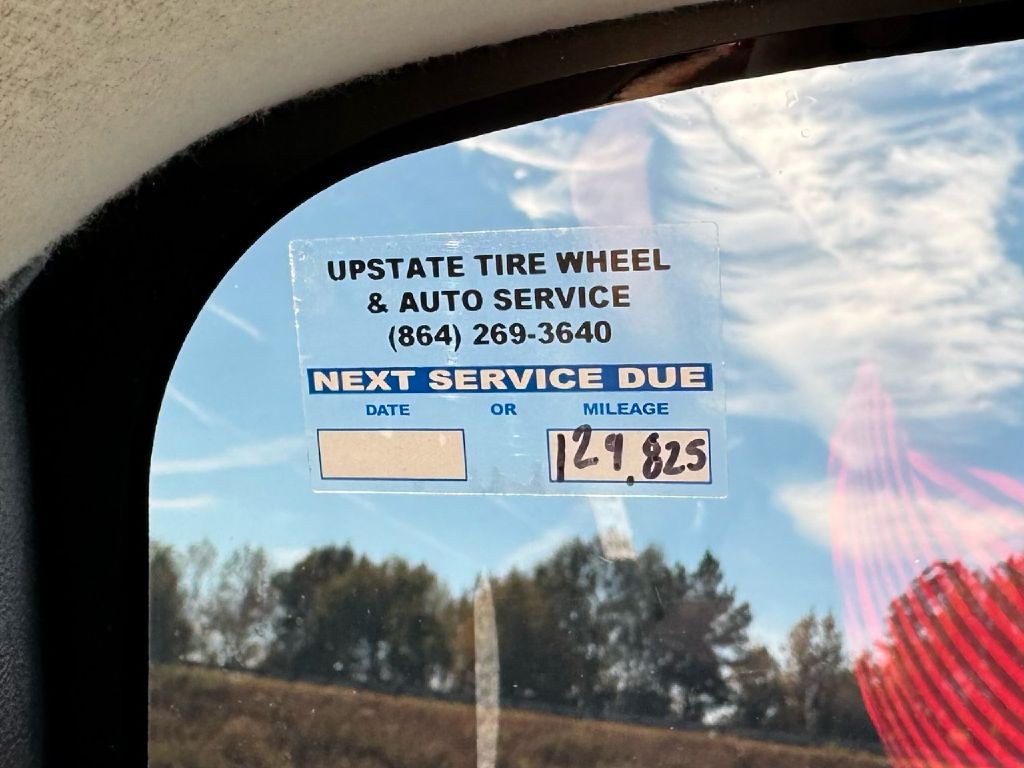 UPSTATE TIRE WHEEL
& AUTO SERVICE
(864) 269-3640
NEXT SERVICE DUE
DATE OR MILEAGE
129,825